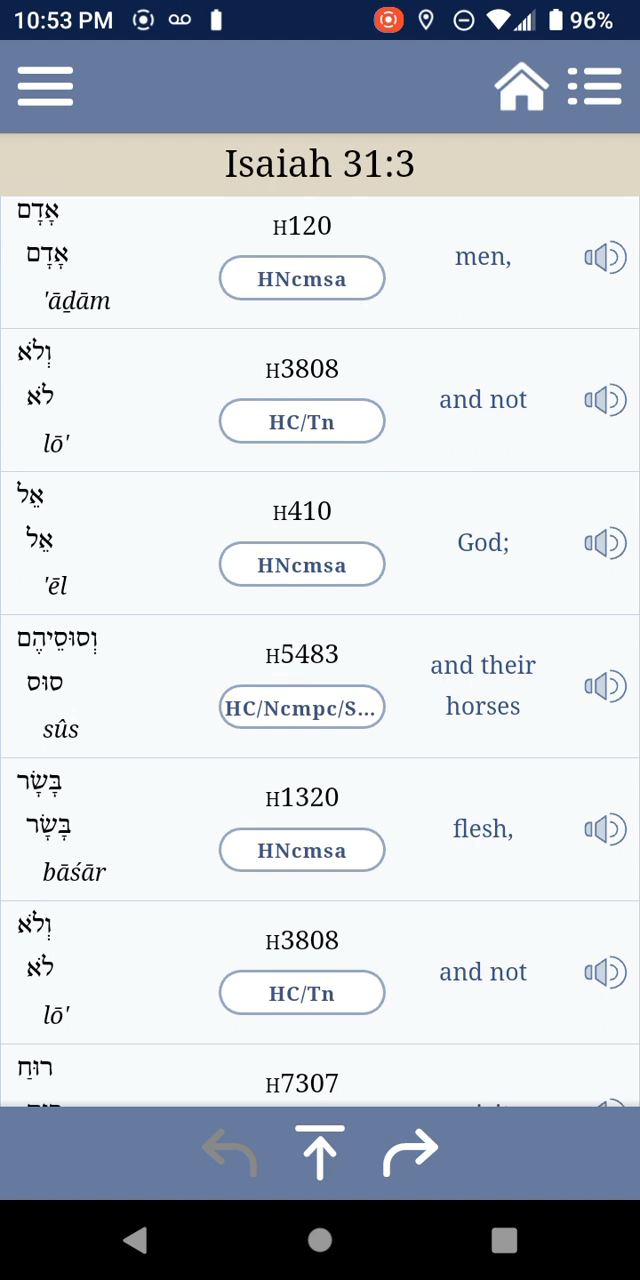 10:53 PM 96%
Isaiah 31:3
אָדָם
אָדָם
'āḏām
H120
HNcmsa
men,
וְלֹא
לֹא
lō'
H3808
HC/Tn
and not
אֵל
אֵל
'ēl
H410
HNcmsa
God;
וְסוּסֵיהֶם
סוּס
sûs
H5483
HC/Ncmpc/S...
and their
horses
בָּשָׂר
בָּשָׂר
bāśār
H1320
HNcmsa
flesh,
וְלֹא
לֹא
lō'
H3808
HC/Tn
and not
רוּחַ
H7307